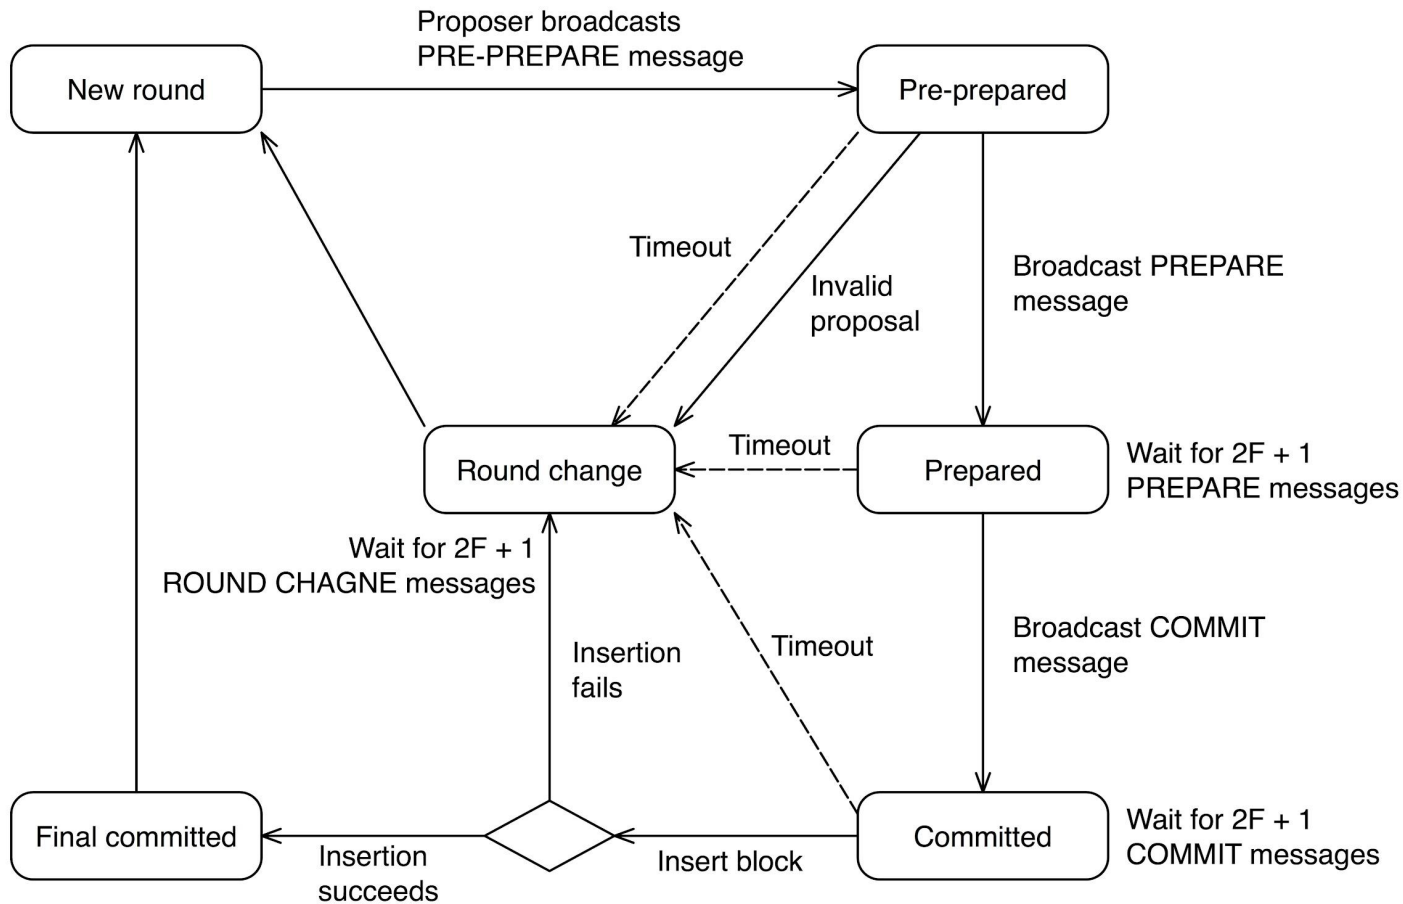 Proposer broadcasts
PRE-PREPARE message
New round
Pre-prepared
Timeout
Invalid
proposal
Broadcast PREPARE
message
Round change
Timeout
Prepared
Wait for 2F + 1
PREPARE messages
Wait for 2F + 1
ROUND CHAGNE messages
Insertion
fails
Timeout
Broadcast COMMIT
message
Final committed
Insertion
succeeds
Insert block
Committed
Wait for 2F + 1
COMMIT messages